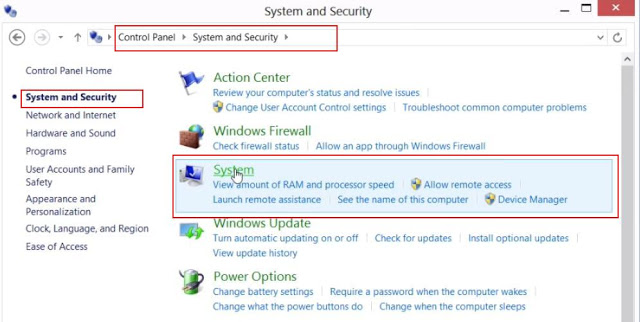 System and Security
Control Panel System and Security
Control Panel Home
System and Security
Network and Internet
Hardware and Sound
Programs
User Accounts and Family
Safety
Appearance and
Personalization
Clock, Language, and Region
Ease of Access
Action Center
Review your computer's status and resolve issues
Change User Account Control settings Troubleshoot common computer problems
Windows Firewall
Check firewall status Allow an app through Windows Firewall
System
View amount of RAM and processor speed Allow remote access
Launch remote assistance See the name of this computer Device Manager
Windows Update
Turn automatic updating on or off Check for updates Install optional updates
View update history
Power Options
Change battery settings Require a password when the computer wakes
Change what the power buttons do Change when the computer sleeps